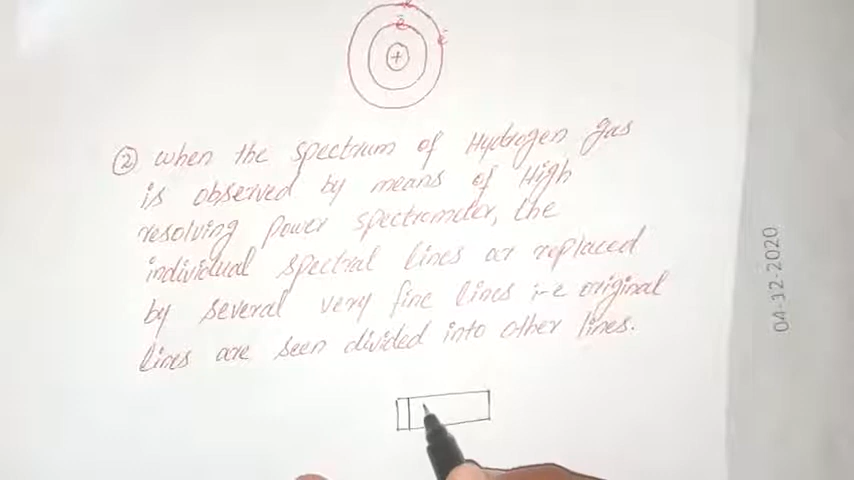 e
ē
e-
+
② when the spectrum of Hydrogen gas
is observed by means of High
resolving power spectrometer, the
individual spectral lines are replaced
by several very fine lines i-e original
lines are seen divided into other lines.
04-12-2020